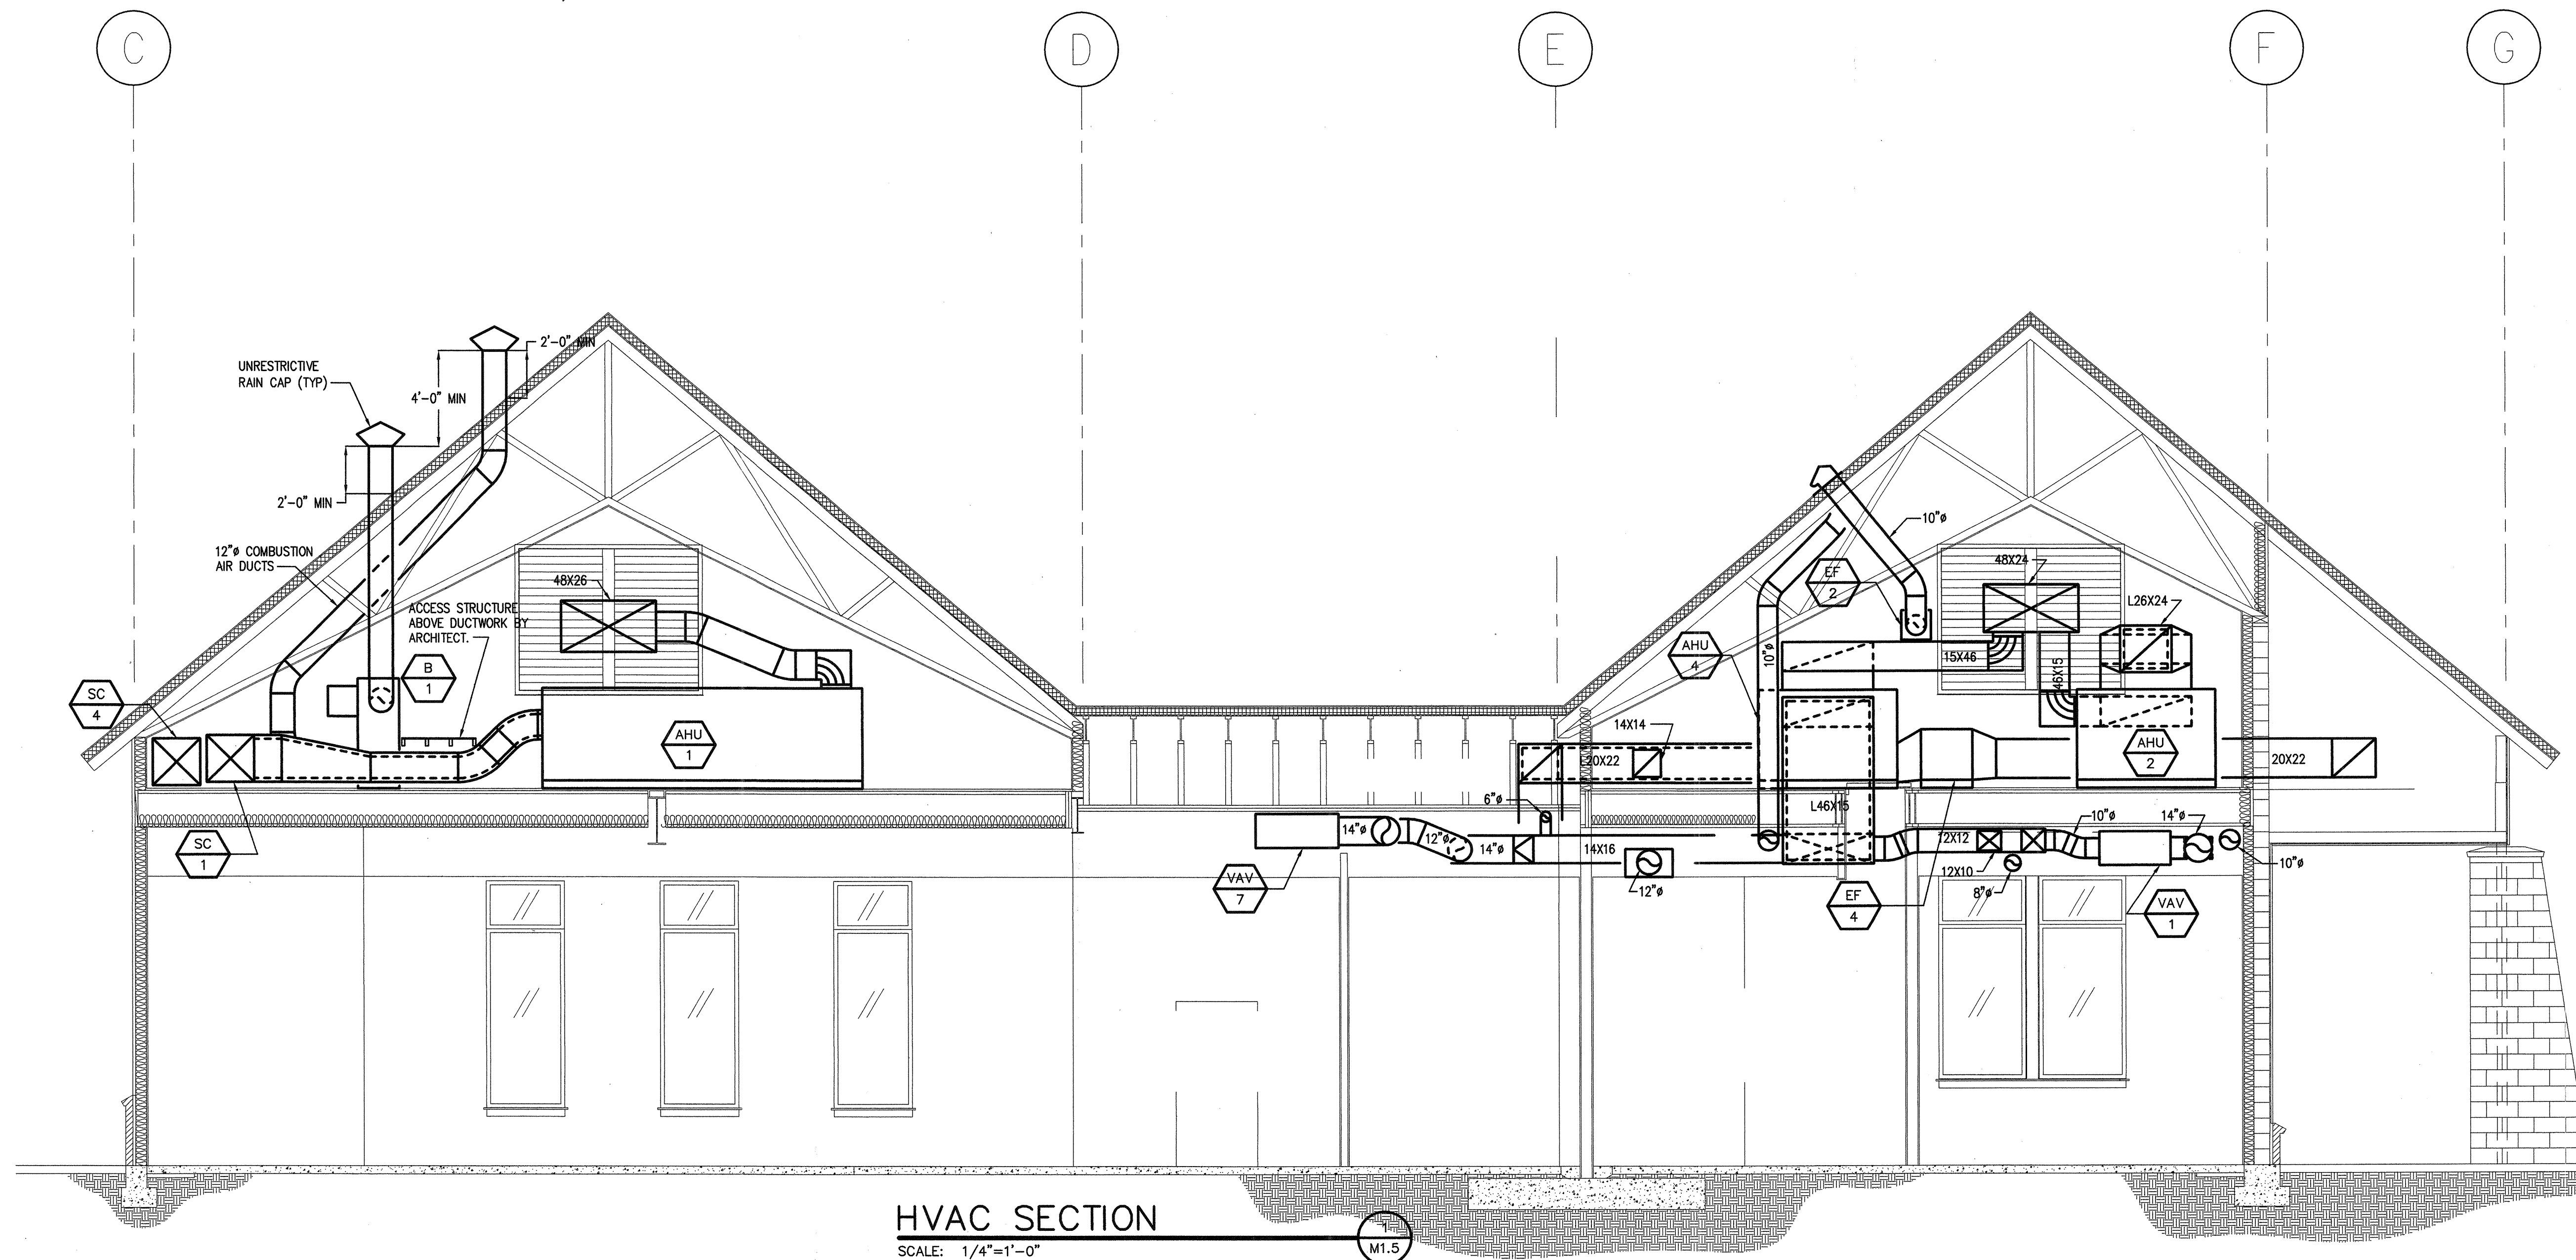 C
D
E
F
G
2'-0" MIN
UNRESTRICTIVE
RAIN CAP (TYP)
4'-0" MIN
2'-0" MIN
12"ø COMBUSTION
AIR DUCTS
ACCESS STRUCTURE
ABOVE DUCTWORK BY
ARCHITECT.
48X26
B
1
SC
4
AHU
1
SC
1
10"ø
EF
2
48X24
L26X24
AHU
4
10"ø
15X46
46X15
14X14
L20X22
AHU
2
20X22
6"ø
L46X15
14"ø
12"ø
14"ø
14X16
12X12
10"ø
14"ø
10"ø
12X10
8"ø
12"ø
VAV
7
EF
4
VAV
1
HVAC SECTION
SCALE: 1/4"=1'-0"
1
M1.5